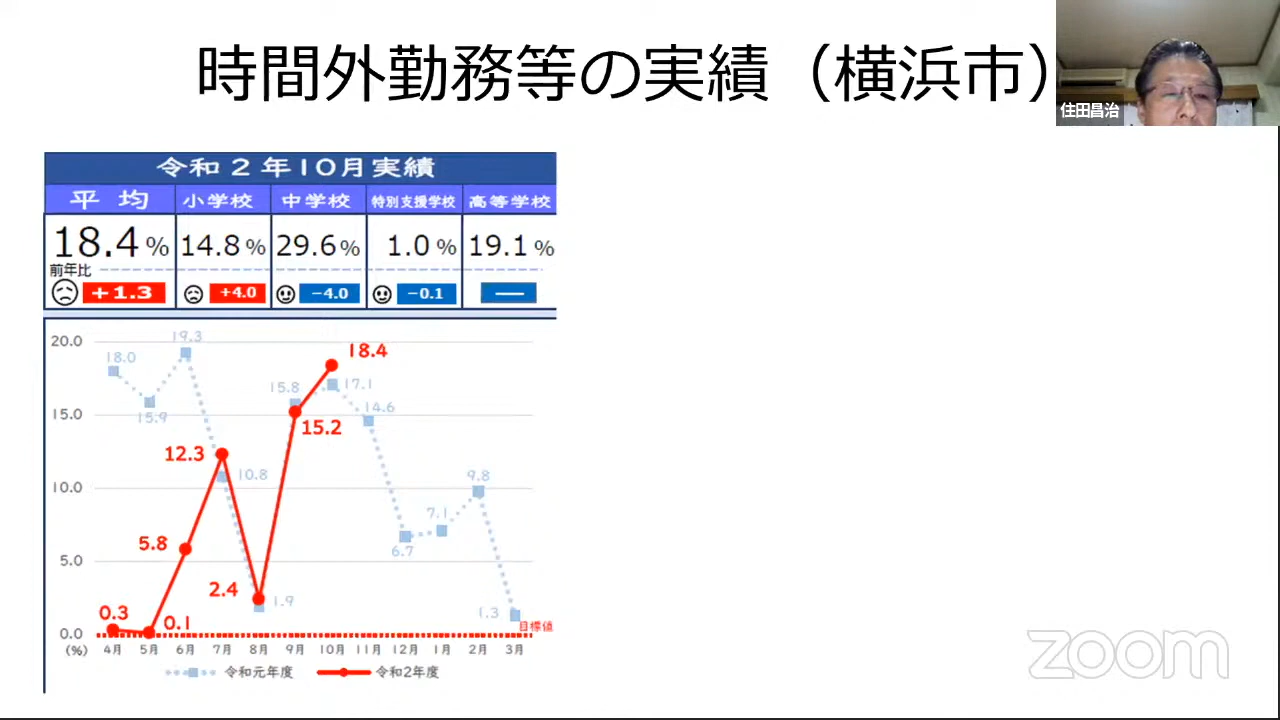 時間外勤務等の実績（横浜市）
住田昌治
令和２年10月実績
平均 小学校 中学校 特別支援学校 高等学校
18.4% 14.8% 29.6% 1.0% 19.1%
前年比
+1.3 +4.0 −4.0 −0.1 —
20.0
15.0
10.0
5.0
0.0
(%)
18.0
15.9
19.3
10.8
1.9
15.8
17.1
14.6
6.7
7.1
9.8
1.3
0.3
0.1
5.8
12.3
2.4
15.2
18.4
目標値
4月 5月 6月 7月 8月 9月 10月 11月 12月 1月 2月 3月
令和元年度 令和2年度
zoom